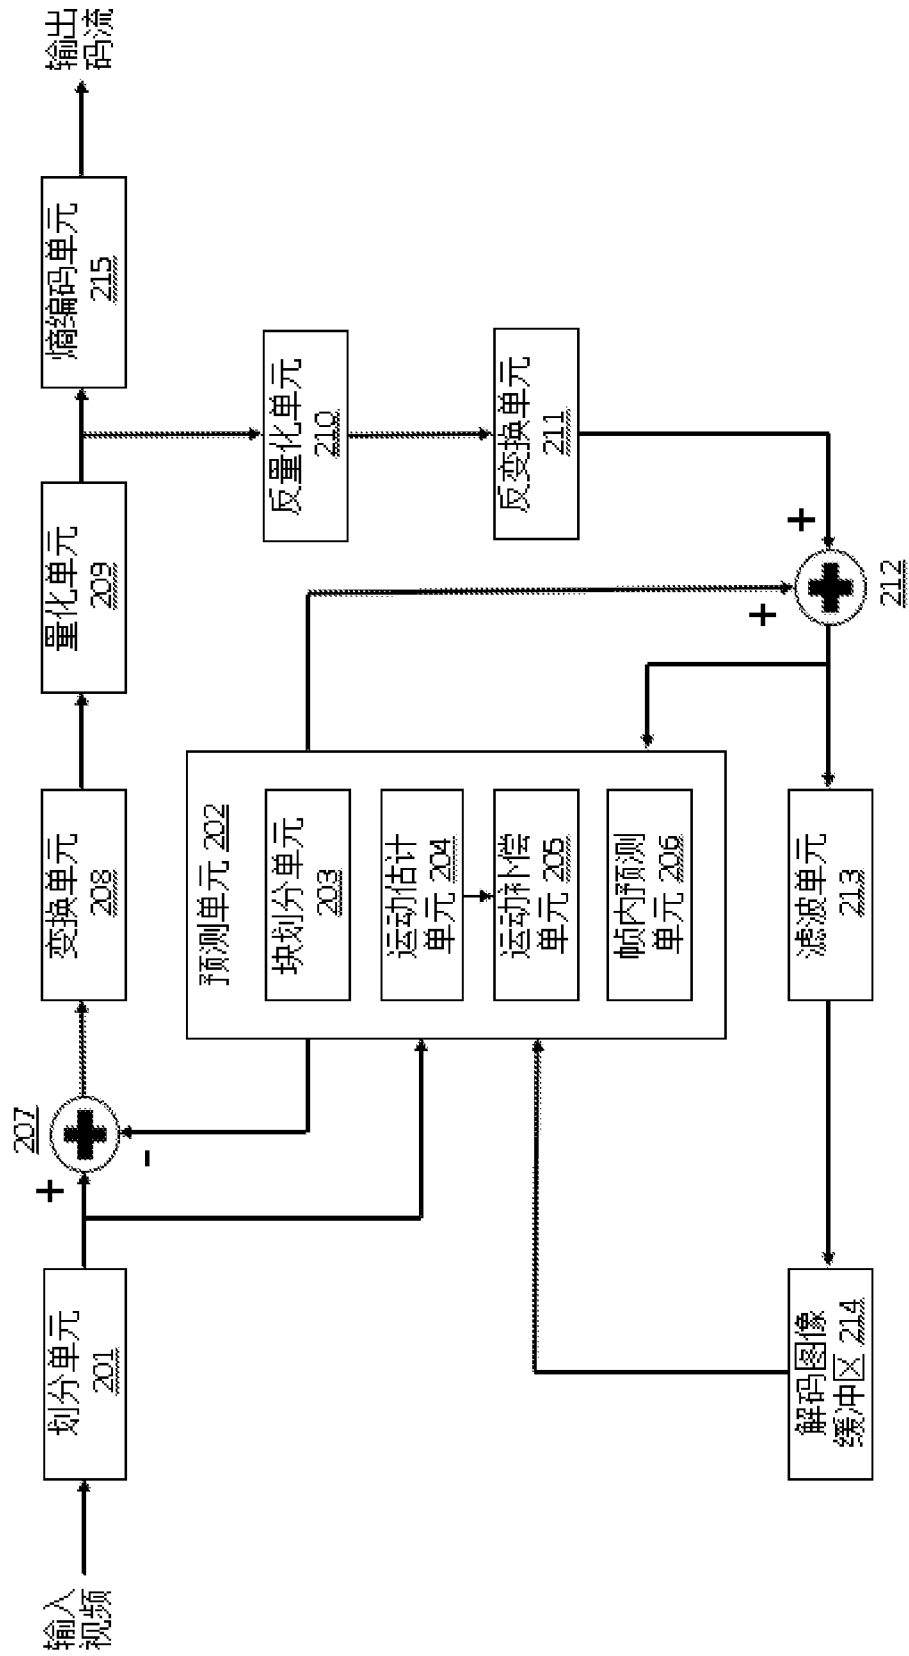 输入
视频
划分单元
201
+
207
-
变换单元
208
量化单元
209
熵编码单元
215
输出
码流
预测单元 202
块划分单元
203
运动估计
单元 204
运动补偿
单元 205
帧内预测
单元 206
反量化单元
210
反变换单元
211
+
+
212
滤波单元
213
解码图像
缓冲区 214